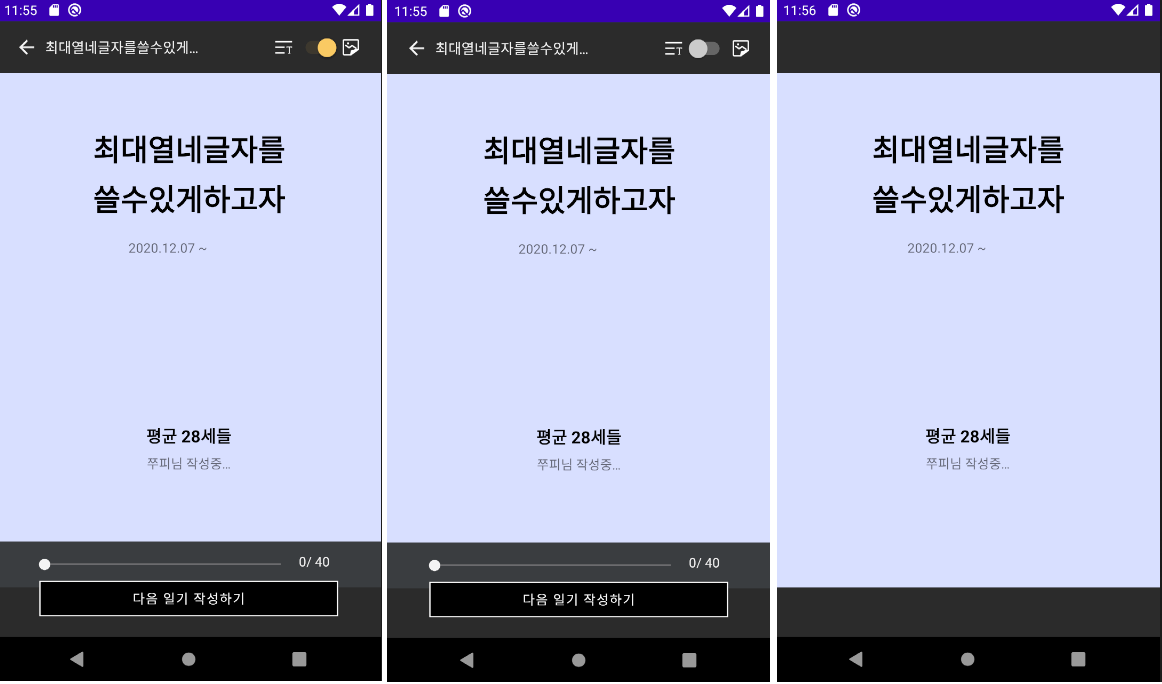 11:55
최대열네글자를쓸수있게...
최대열네글자를
쓸수있게하고자
2020.12.07 ~
평균 28세들
쭈피님 작성중...
0/ 40
다음 일기 작성하기
11:55
최대열네글자를쓸수있게...
최대열네글자를
쓸수있게하고자
2020.12.07 ~
평균 28세들
쭈피님 작성중...
0/ 40
다음 일기 작성하기
11:56
최대열네글자를
쓸수있게하고자
2020.12.07 ~
평균 28세들
쭈피님 작성중...